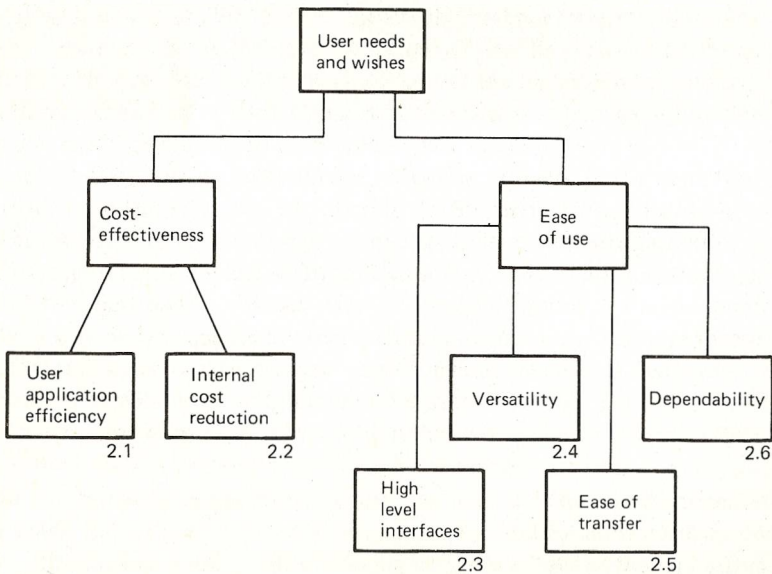 User needs
and wishes
Cost-
effectiveness
Ease
of use
User
application
efficiency
2.1
Internal
cost
reduction
2.2
High
level
interfaces
2.3
Versatility
2.4
Ease of
transfer
2.5
Dependability
2.6